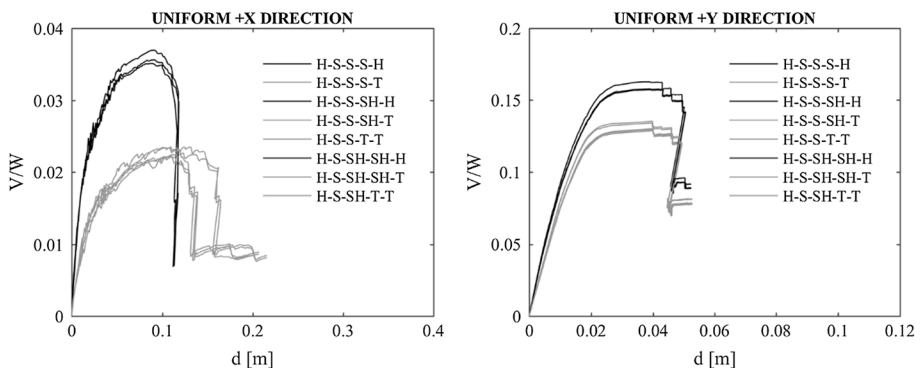 UNIFORM +X DIRECTION
0.04
0.03
0.02
0.01
0
V/W
0
0.1
0.2
0.3
0.4
d [m]
H-S-S-S-H
H-S-S-S-T
H-S-S-SH-H
H-S-S-SH-T
H-S-S-T-T
H-S-SH-SH-H
H-S-SH-SH-T
H-S-SH-T-T
UNIFORM +Y DIRECTION
0.2
0.15
0.1
0.05
0
V/W
0
0.02
0.04
0.06
0.08
0.1
0.12
d [m]
H-S-S-S-H
H-S-S-S-T
H-S-S-SH-H
H-S-S-SH-T
H-S-S-T-T
H-S-SH-SH-H
H-S-SH-SH-T
H-S-SH-T-T